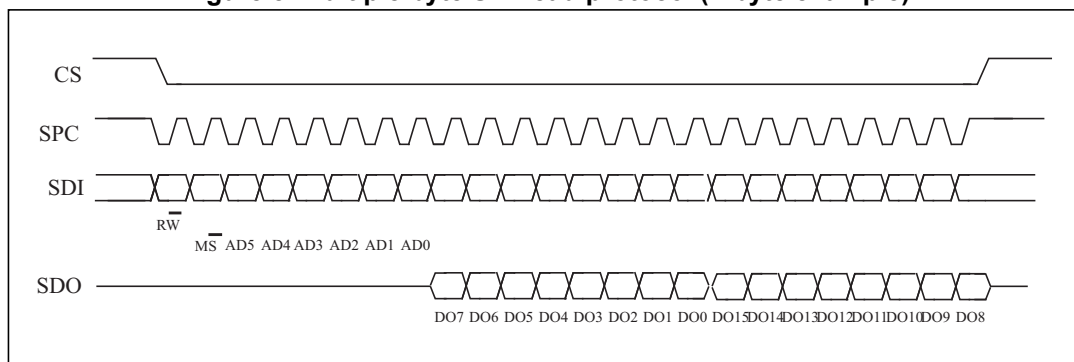 CS
SPC
SDI
RW
MS AD5 AD4 AD3 AD2 AD1 AD0
SDO
DO7 DO6 DO5 DO4 DO3 DO2 DO1 DO0 DO15 DO14 DO13 DO12 DO11 DO10 DO9 DO8